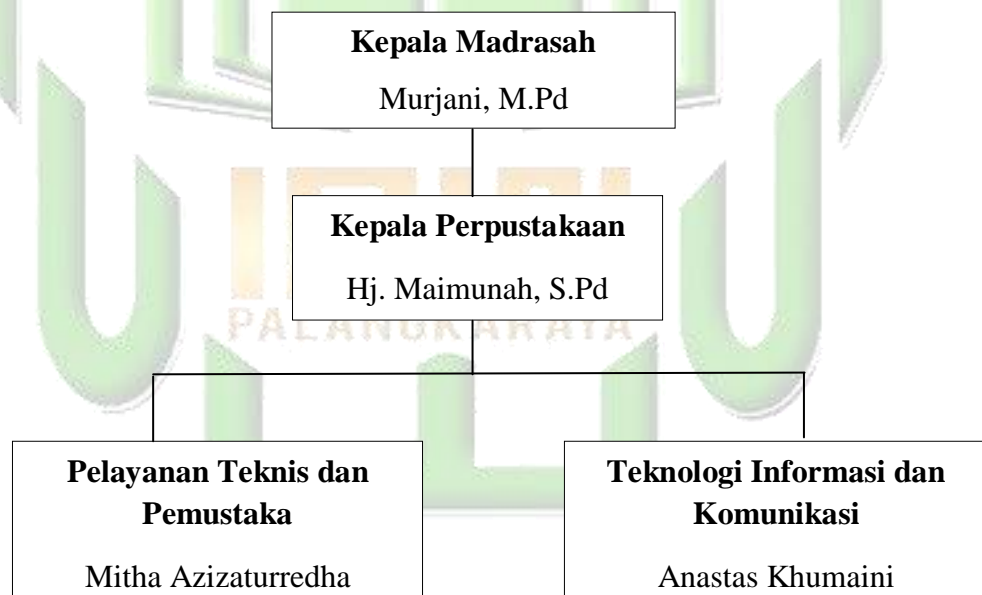 Kepala Madrasah
Murjani, M.Pd
Kepala Perpustakaan
Hj. Maimunah, S.Pd
PALANGKARAYA
Pelayanan Teknis dan
Pemustaka
Mitha Azizaturredha
Teknologi Informasi dan
Komunikasi
Anastas Khumaini